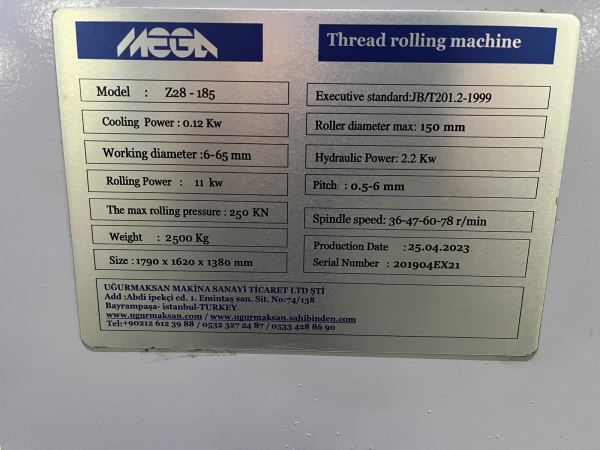 MEGA
Thread rolling machine
Model : Z28 - 185
Cooling Power : 0.12 Kw
Working diameter :6-65 mm
Rolling Power : 11 kw
The max rolling pressure : 250 KN
Weight : 2500 Kg
Size : 1790 x 1620 x 1380 mm
Executive standard:JB/T201.2-1999
Roller diameter max: 150 mm
Hydraulic Power: 2.2 Kw
Pitch : 0.5-6 mm
Spindle speed: 36-47-60-78 r/min
Production Date : 25.04.2023
Serial Number : 201904EX21
UĞURMAKSAN MAKİNA SANAYİ TİCARET LTD ŞTİ
Add :Abdi ipekçi cd. 1. Emintaş san. Sit. No:74/138
Bayrampaşa- istanbul-TURKEY
www.ugurmaksan.com / www.ugurmaksan.sahibinden.com
Tel:+90212 612 39 88 / 0532 327 24 87 / 0533 428 86 90